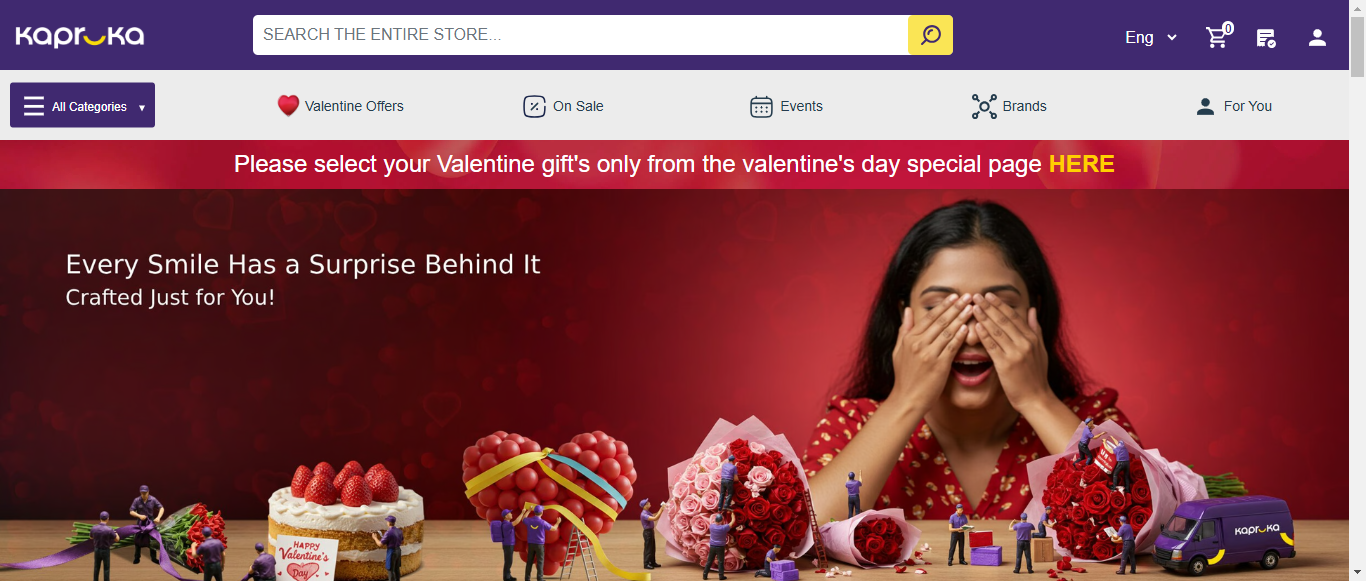 Kapruka
SEARCH THE ENTIRE STORE...
Eng
0
All Categories
Valentine Offers
On Sale
Events
Brands
For You
Please select your Valentine gift's only from the valentine's day special page HERE
Every Smile Has a Surprise Behind It
Crafted Just for You!
HAPPY
Valentine's
Day
Kapruka